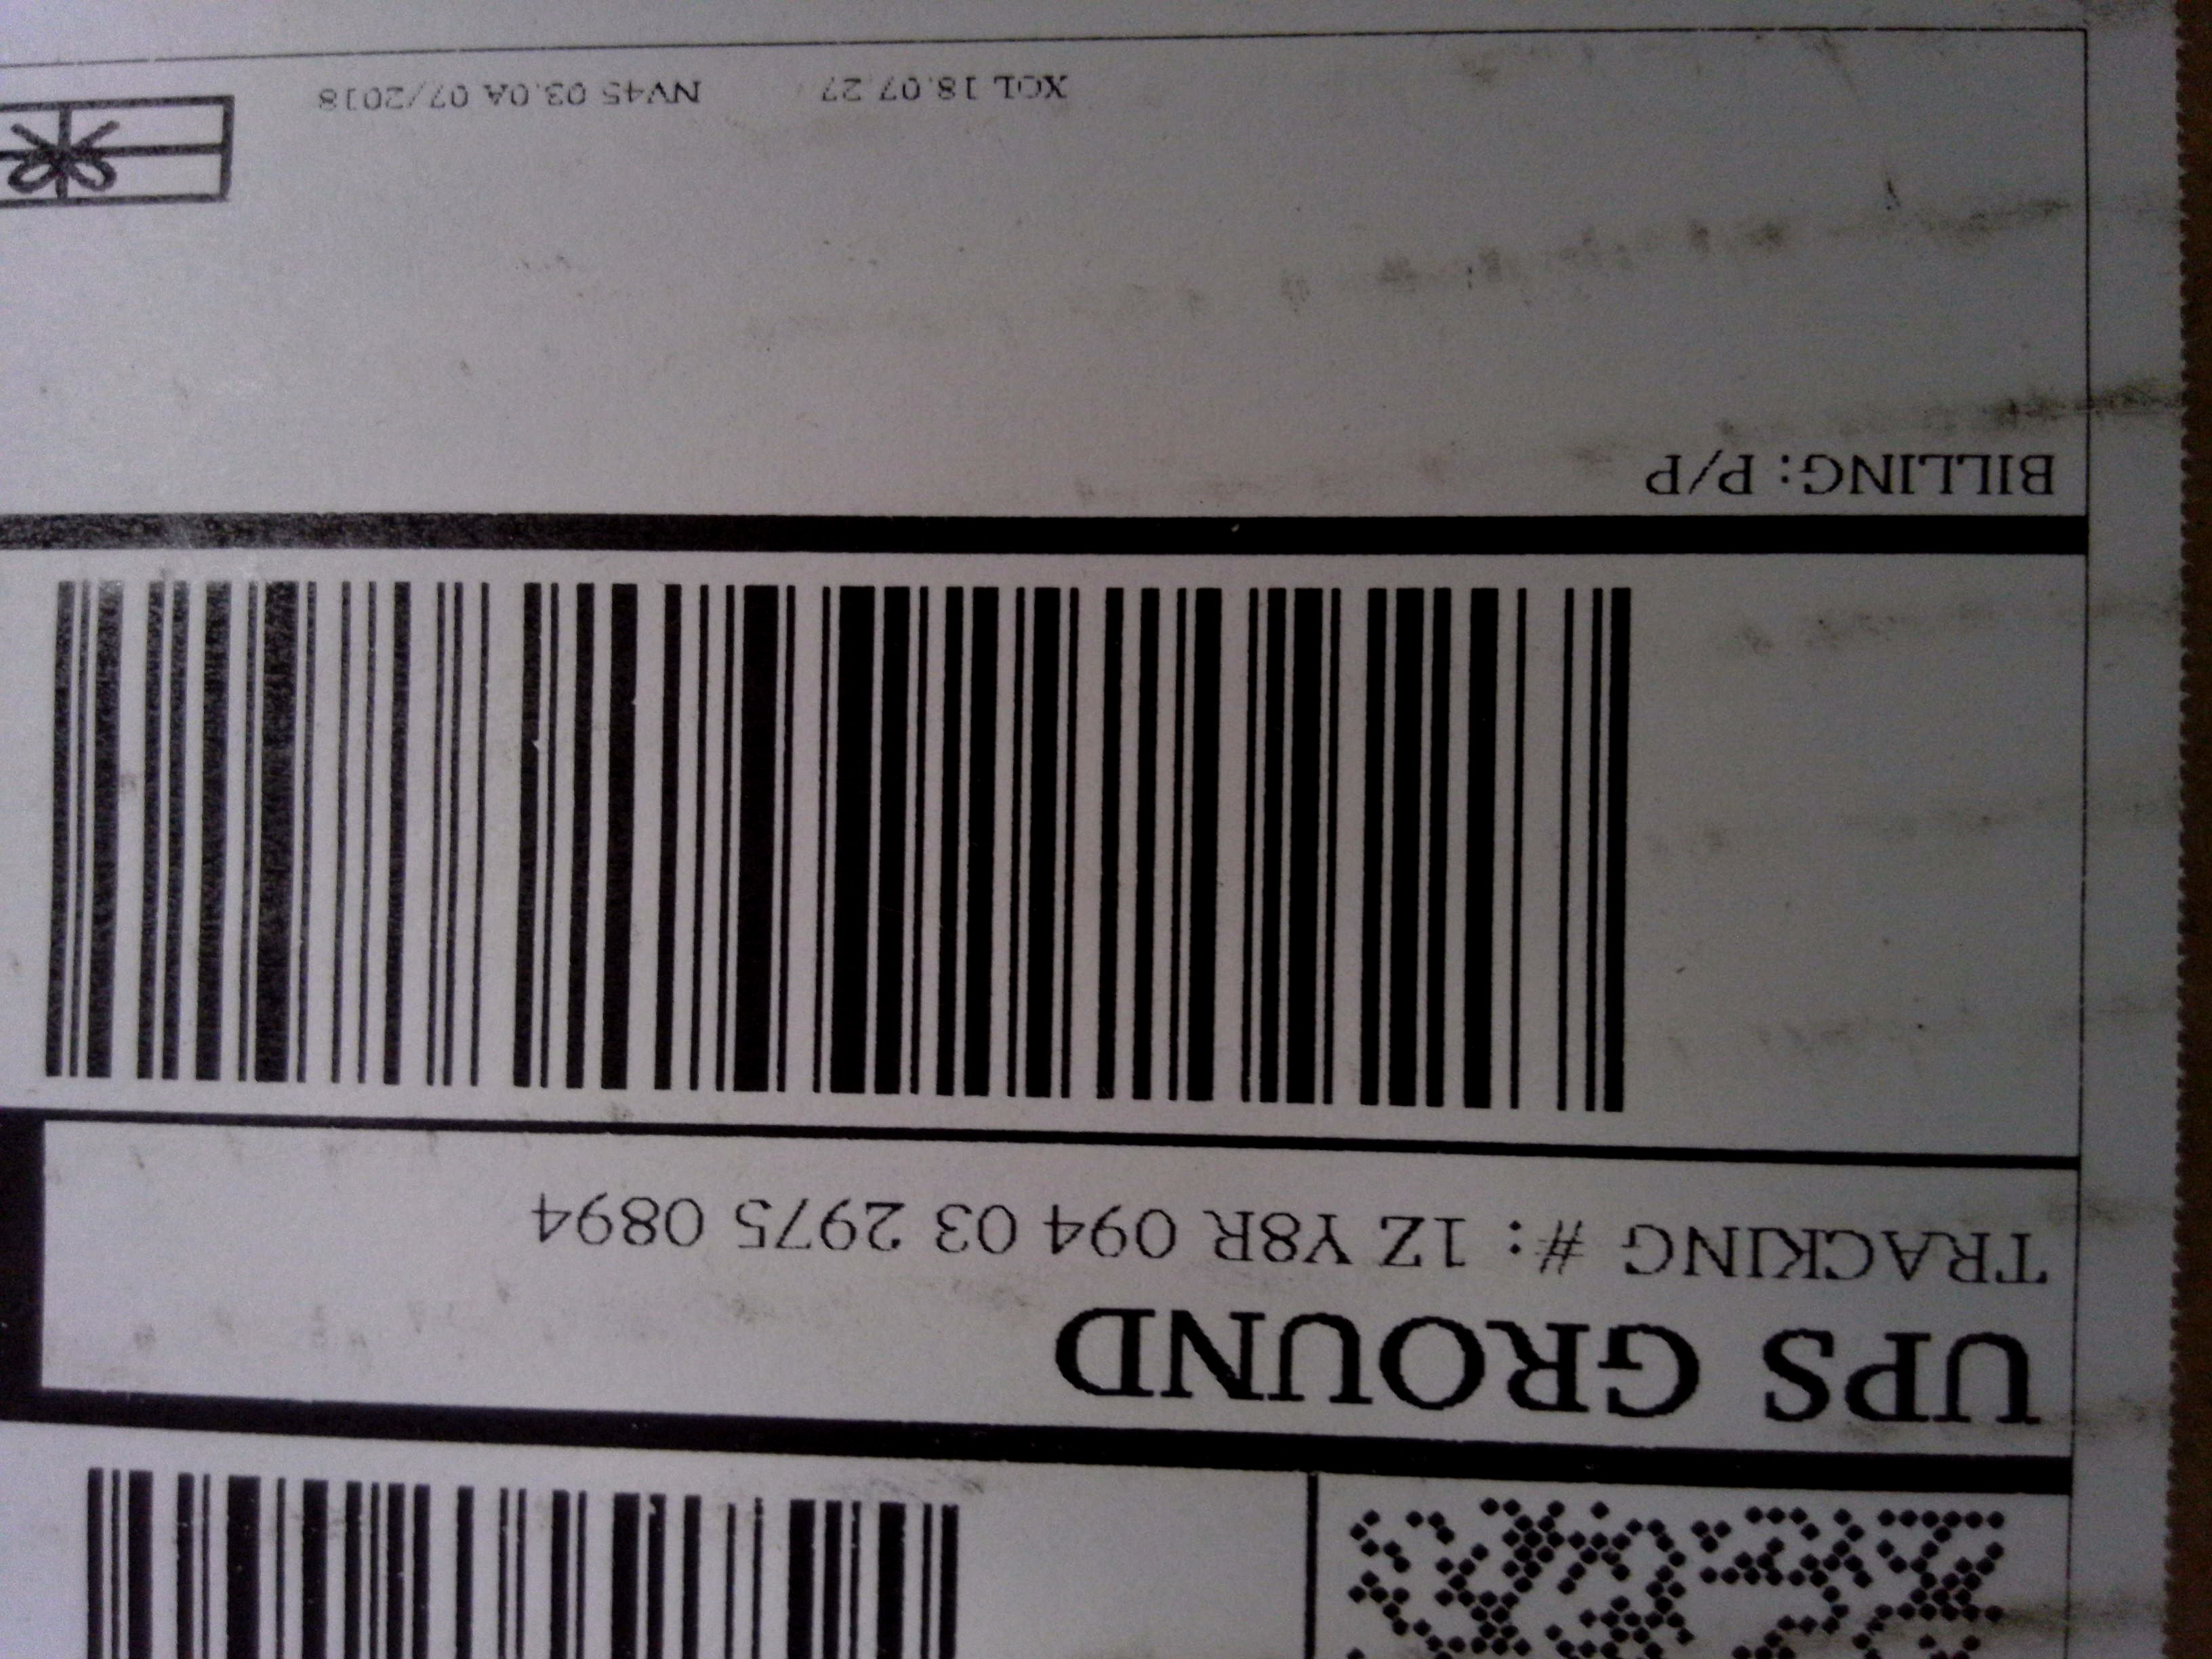 UPS GROUND
TRACKING #: 1Z Y8R 094 03 2975 0894
BILLING: P/P
XOL 18.07.27 NV45 03.0A 07/2018